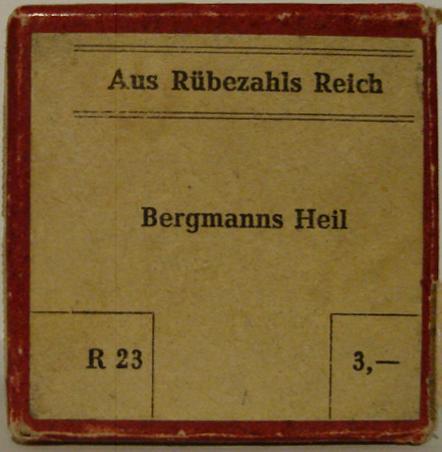 Aus Rübezahls Reich
Bergmanns Heil
R 23
3,—